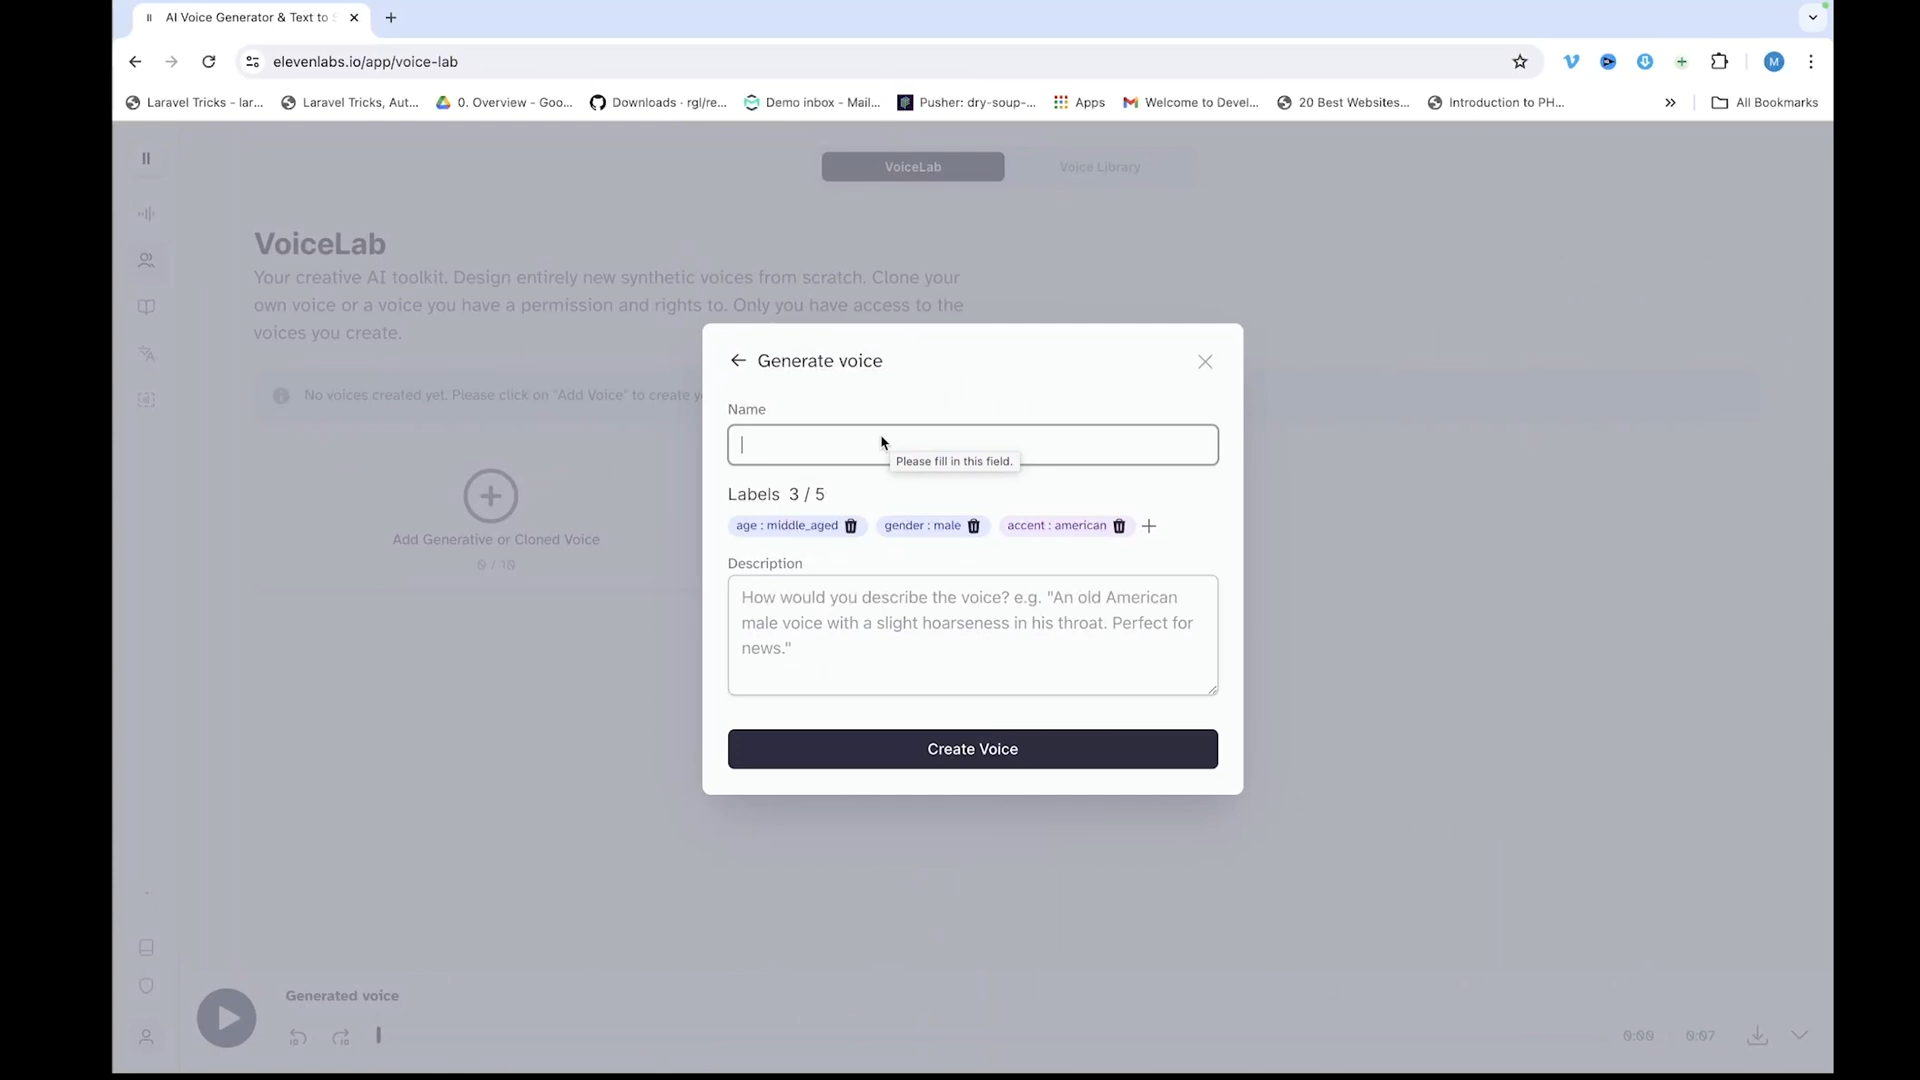 AI Voice Generator & Text to S
elevenlabs.io/app/voice-lab
M
Laravel Tricks – lar...
Laravel Tricks, Aut...
0. Overview – Goo...
Downloads · rgl/re...
Demo inbox – Mail...
Pusher: dry-soup-...
Apps
Welcome to Devel...
20 Best Websites...
Introduction to PH...
All Bookmarks
VoiceLab
Voice Library
VoiceLab
Your creative AI toolkit. Design entirely new synthetic voices from scratch. Clone your
own voice or a voice you have a permission and rights to. Only you have access to the
voices you create.
No voices created yet. Please click on "Add Voice" to create y
Add Generative or Cloned Voice
0 / 10
Generate voice
Name
Please fill in this field.
Labels 3 / 5
age : middle_aged
gender : male
accent : american
Description
How would you describe the voice? e.g. "An old American
male voice with a slight hoarseness in his throat. Perfect for
news."
Create Voice
Generated voice
10
10
0:00
0:07